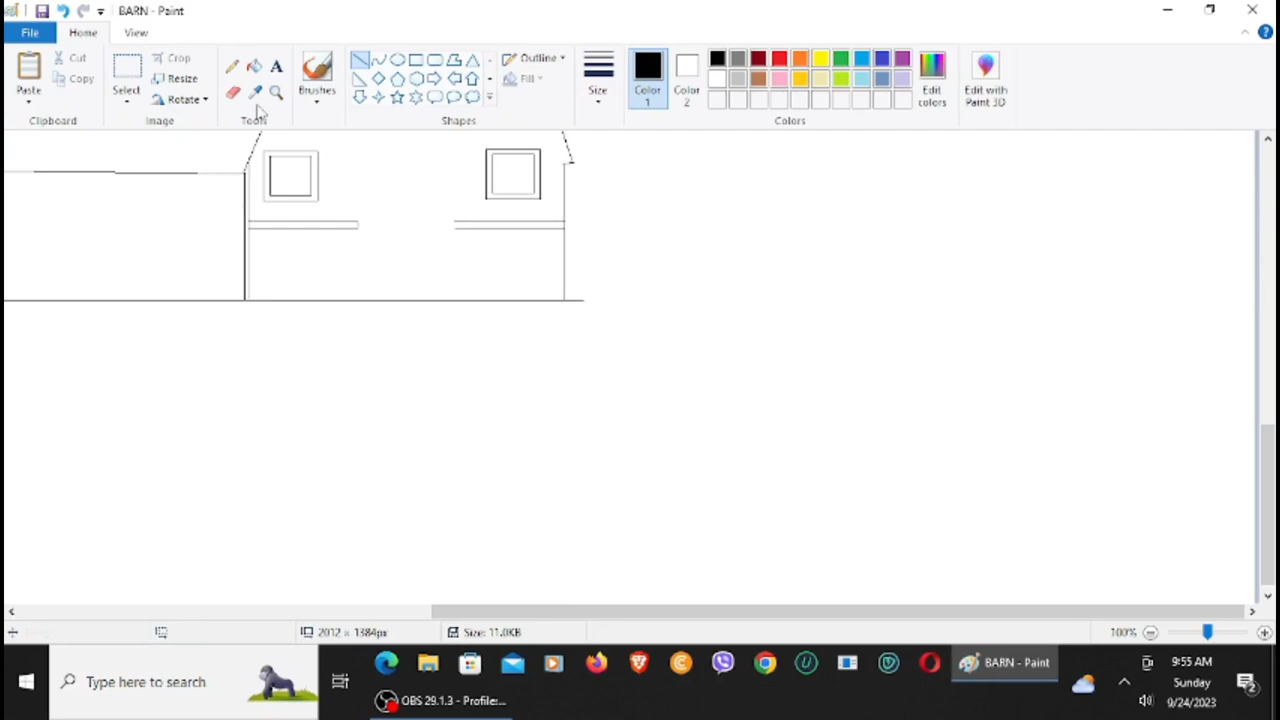 BARN - Paint
File
Home
View
Paste
Cut
Copy
Clipboard
Select
Crop
Resize
Rotate
Image
A
Tools
Brushes
Outline
Fill
Shapes
Size
Color 1
Color 2
Edit colors
Colors
Edit with Paint 3D
2012 × 1384px
Size: 11.0KB
100%
Type here to search
BARN - Paint
OBS 29.1.3 - Profile:...
9:55 AM
Sunday
9/24/2023
2